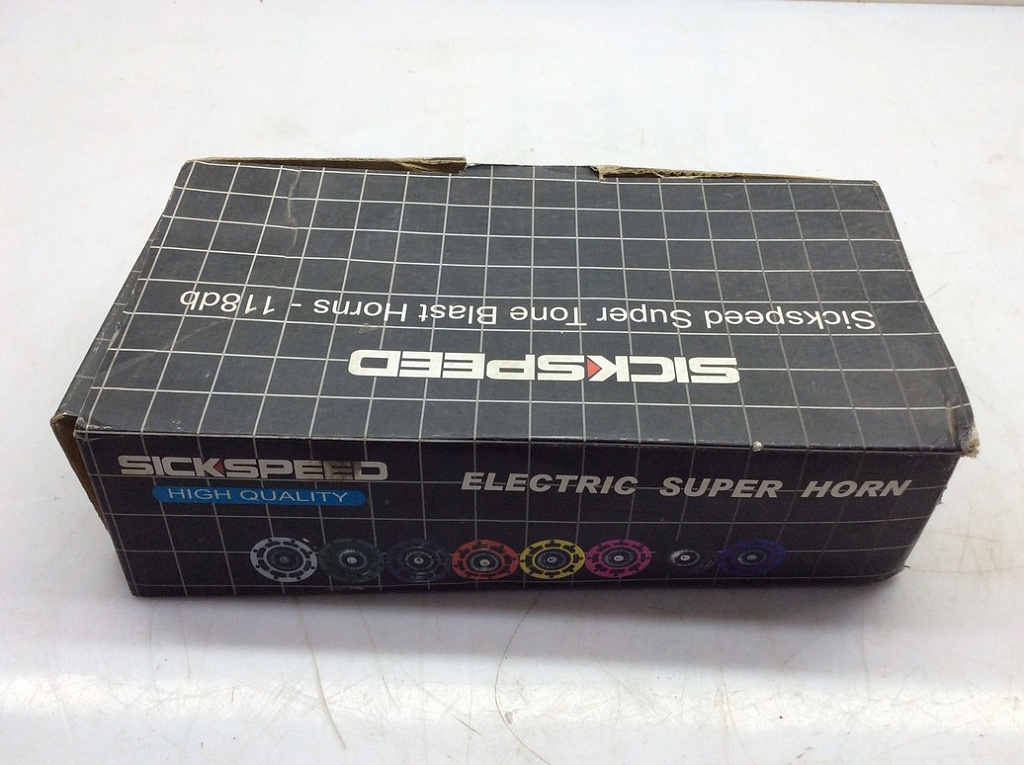 Sickspeed Super Tone Blast Horns - 118db
SICKSPEED
SICKSPEED
HIGH QUALITY
ELECTRIC SUPER HORN